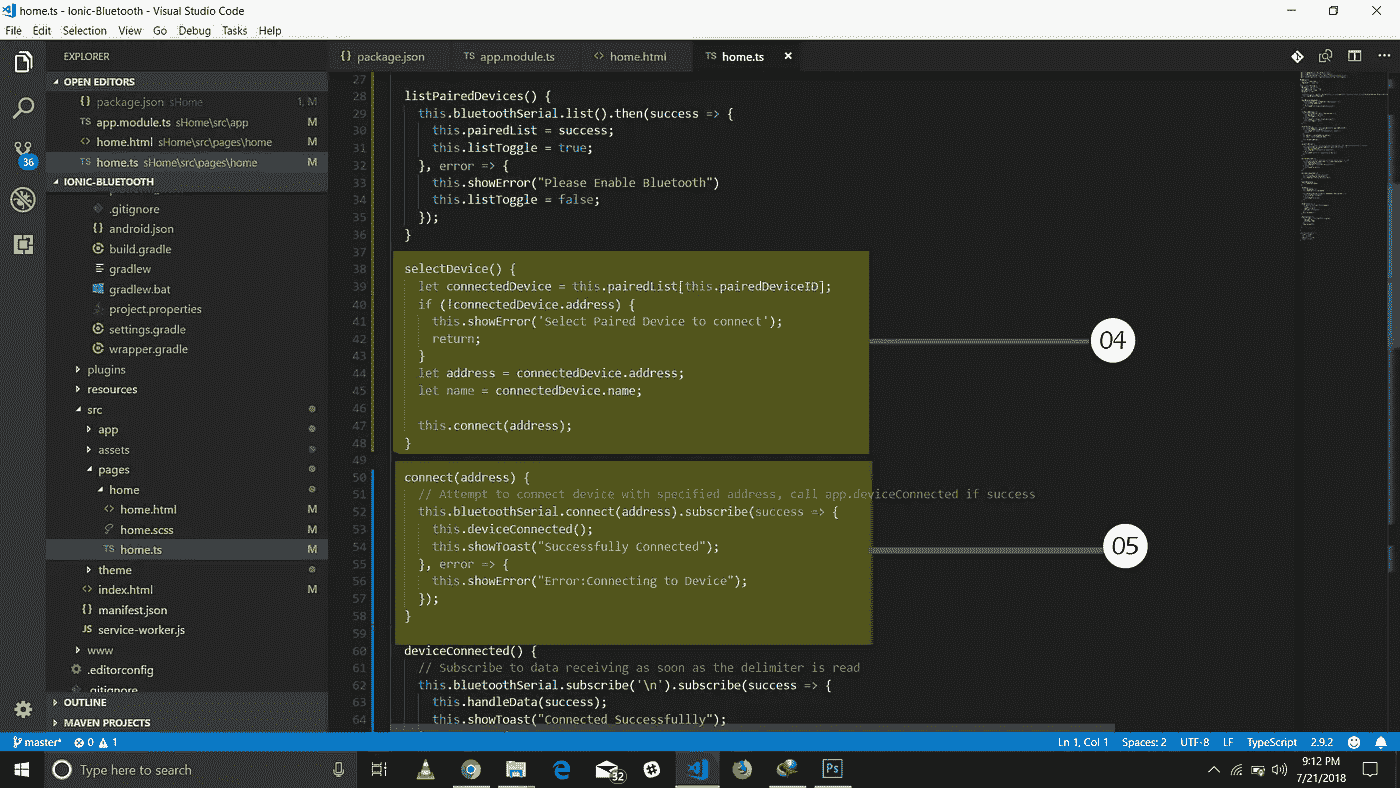 home.ts - Ionic-Bluetooth - Visual Studio Code
File Edit Selection View Go Debug Tasks Help
EXPLORER
OPEN EDITORS
package.json sHome 1, M
app.module.ts sHome\src\app M
home.html sHome\src\pages\home M
home.ts sHome\src\pages\home M
36
IONIC-BLUETOOTH
.gitignore
android.json
build.gradle
gradlew
gradlew.bat
project.properties
settings.gradle
wrapper.gradle
plugins
resources
src
app
assets
pages
home
home.html M
home.scss M
TS home.ts M
theme
index.html M
manifest.json
JS service-worker.js
www
.editorconfig
.gitignore
OUTLINE
MAVEN PROJECTS
package.json TS app.module.ts home.html TS home.ts
27
28 listPairedDevices() {
29 this.bluetoothSerial.list().then(success => {
30 this.pairedList = success;
31 this.listToggle = true;
32 }, error => {
33 this.showError("Please Enable Bluetooth")
34 this.listToggle = false;
35 });
36 }
37
38 selectDevice() {
39 let connectedDevice = this.pairedList[this.pairedDeviceID];
40 if (!connectedDevice.address) {
41 this.showError('Select Paired Device to connect');
42 return;
43 }
44 let address = connectedDevice.address;
45 let name = connectedDevice.name;
46
47 this.connect(address);
48 }
49
50 connect(address) {
51 // Attempt to connect device with specified address, call app.deviceConnected if success
52 this.bluetoothSerial.connect(address).subscribe(success => {
53 this.deviceConnected();
54 this.showToast("Successfully Connected");
55 }, error => {
56 this.showError("Error:Connecting to Device");
57 });
58 }
59
60 deviceConnected() {
61 // Subscribe to data receiving as soon as the delimiter is read
62 this.bluetoothSerial.subscribe('\n').subscribe(success => {
63 this.handleData(success);
64 this.showToast("Connected Successfullly");
04
05
master* 0 1 Ln 1, Col 1 Spaces: 2 UTF-8 LF TypeScript 2.9.2
Type here to search 32 Ps 9:12 PM
7/21/2018